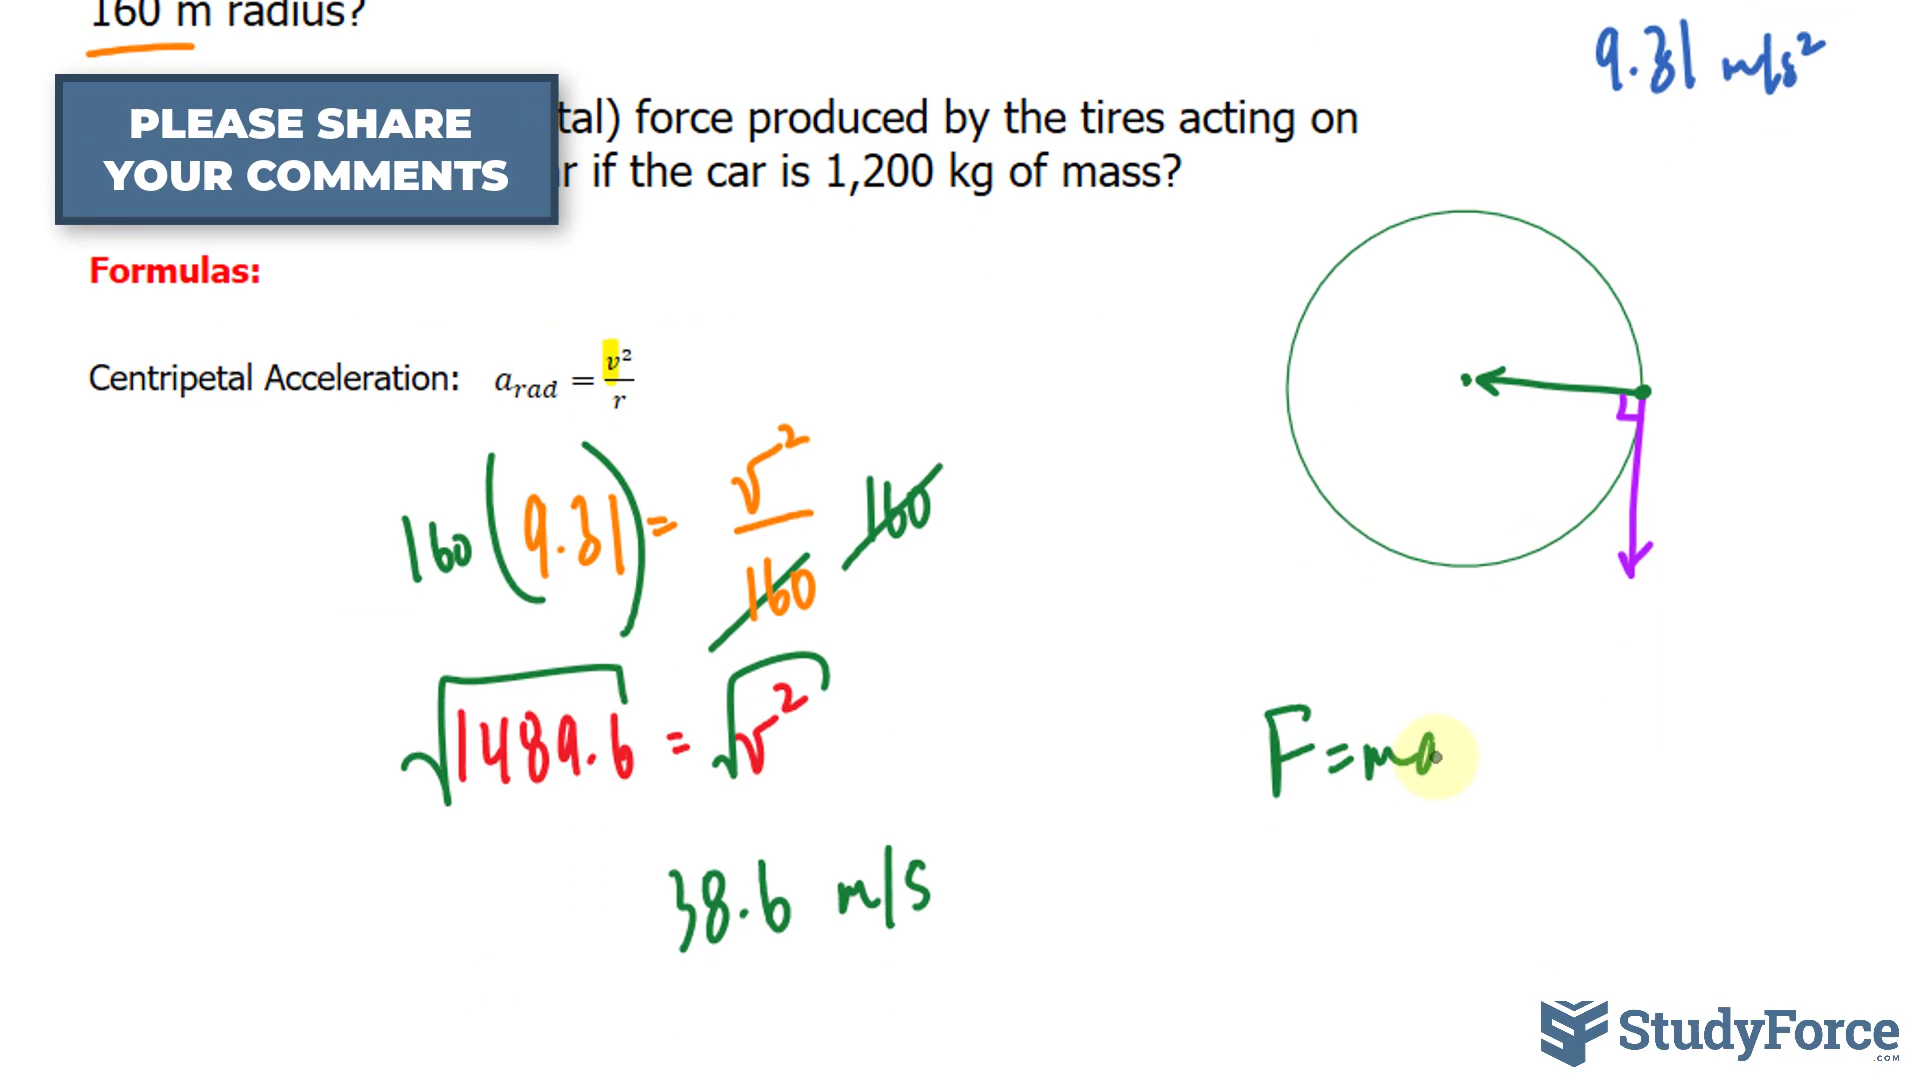 160 m radius?
9.31 m/s²
PLEASE SHARE
YOUR COMMENTS
tal) force produced by the tires acting on
r if the car is 1,200 kg of mass?
Formulas:
Centripetal Acceleration: a_rad = v²/r
160 (9.31) = v²/160 160
√1489.6 = √v²
F = ma
38.6 m/s
StudyForce
.COM